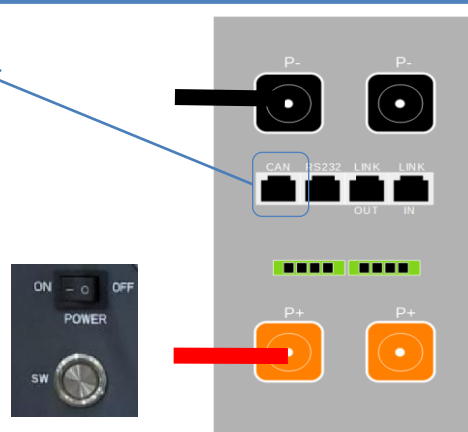 P- P-
CAN RS232 LINK LINK
OUT IN
ON OFF
POWER
P+ P+
SW